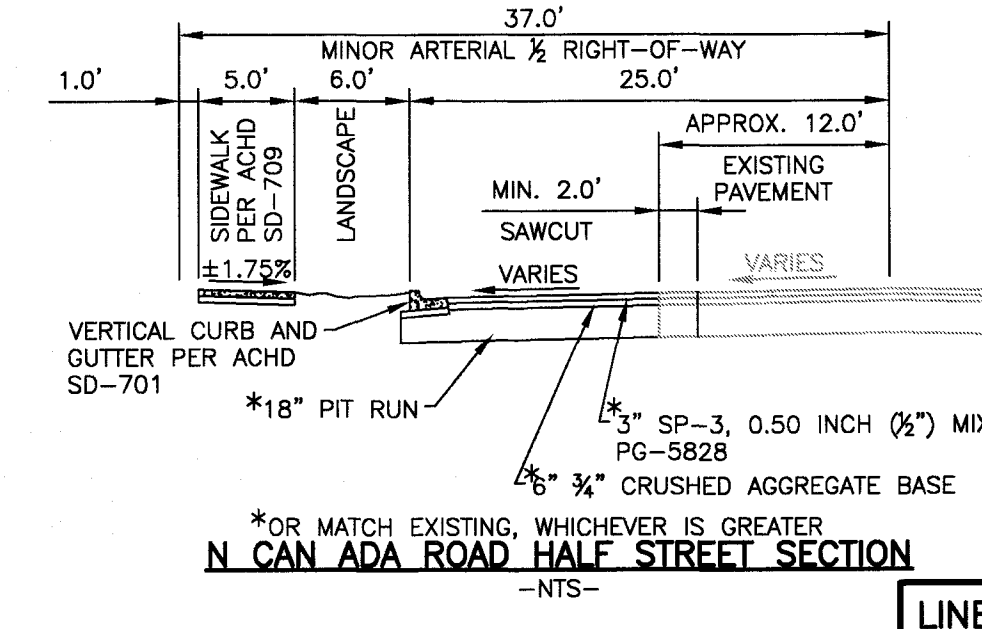 37.0'
MINOR ARTERIAL ½ RIGHT-OF-WAY
1.0'
5.0'
6.0'
25.0'
SIDEWALK
PER ACHD
SD-709
LANDSCAPE
APPROX. 12.0'
EXISTING
PAVEMENT
MIN. 2.0'
SAWCUT
±1.75%
VARIES
VARIES
VERTICAL CURB AND
GUTTER PER ACHD
SD-701
*18" PIT RUN
*3" SP-3, 0.50 INCH (½") MIX
PG-5828
*6" ¾" CRUSHED AGGREGATE BASE
*OR MATCH EXISTING, WHICHEVER IS GREATER
N CAN ADA ROAD HALF STREET SECTION
-NTS-
LINE